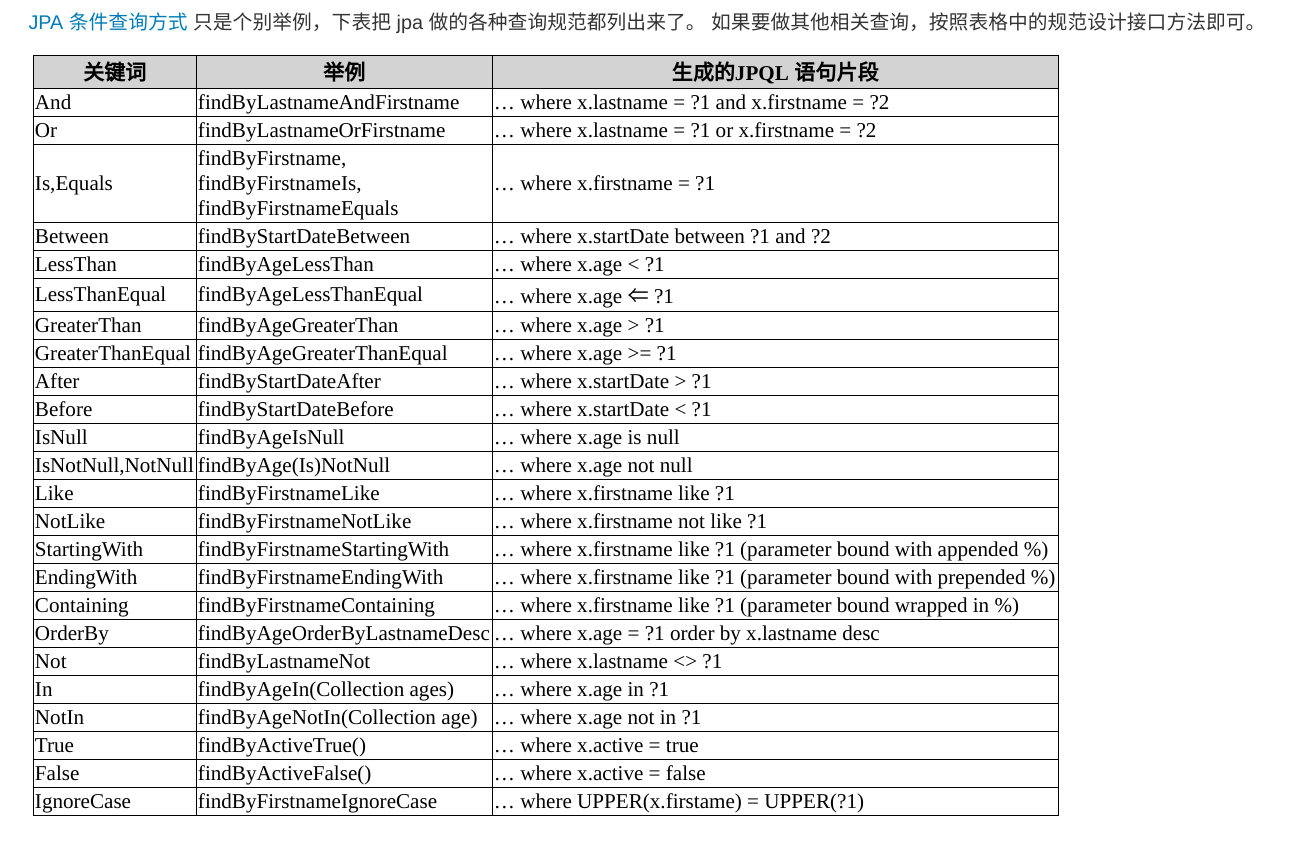 JPA 条件查询方式 只是个别举例，下表把 jpa 做的各种查询规范都列出来了。 如果要做其他相关查询，按照表格中的规范设计接口方法即可。
关键词 举例 生成的JPQL 语句片段
And findByLastnameAndFirstname … where x.lastname = ?1 and x.firstname = ?2
Or findByLastnameOrFirstname … where x.lastname = ?1 or x.firstname = ?2
findByFirstname,
Is,Equals findByFirstnameIs, … where x.firstname = ?1
findByFirstnameEquals
Between findByStartDateBetween … where x.startDate between ?1 and ?2
LessThan findByAgeLessThan … where x.age < ?1
LessThanEqual findByAgeLessThanEqual … where x.age ⇐ ?1
GreaterThan findByAgeGreaterThan … where x.age > ?1
GreaterThanEqual findByAgeGreaterThanEqual … where x.age >= ?1
After findByStartDateAfter … where x.startDate > ?1
Before findByStartDateBefore … where x.startDate < ?1
IsNull findByAgeIsNull … where x.age is null
IsNotNull,NotNull findByAge(Is)NotNull … where x.age not null
Like findByFirstnameLike … where x.firstname like ?1
NotLike findByFirstnameNotLike … where x.firstname not like ?1
StartingWith findByFirstnameStartingWith … where x.firstname like ?1 (parameter bound with appended %)
EndingWith findByFirstnameEndingWith … where x.firstname like ?1 (parameter bound with prepended %)
Containing findByFirstnameContaining … where x.firstname like ?1 (parameter bound wrapped in %)
OrderBy findByAgeOrderByLastnameDesc … where x.age = ?1 order by x.lastname desc
Not findByLastnameNot … where x.lastname <> ?1
In findByAgeIn(Collection ages) … where x.age in ?1
NotIn findByAgeNotIn(Collection age) … where x.age not in ?1
True findByActiveTrue() … where x.active = true
False findByActiveFalse() … where x.active = false
IgnoreCase findByFirstnameIgnoreCase … where UPPER(x.firstame) = UPPER(?1)